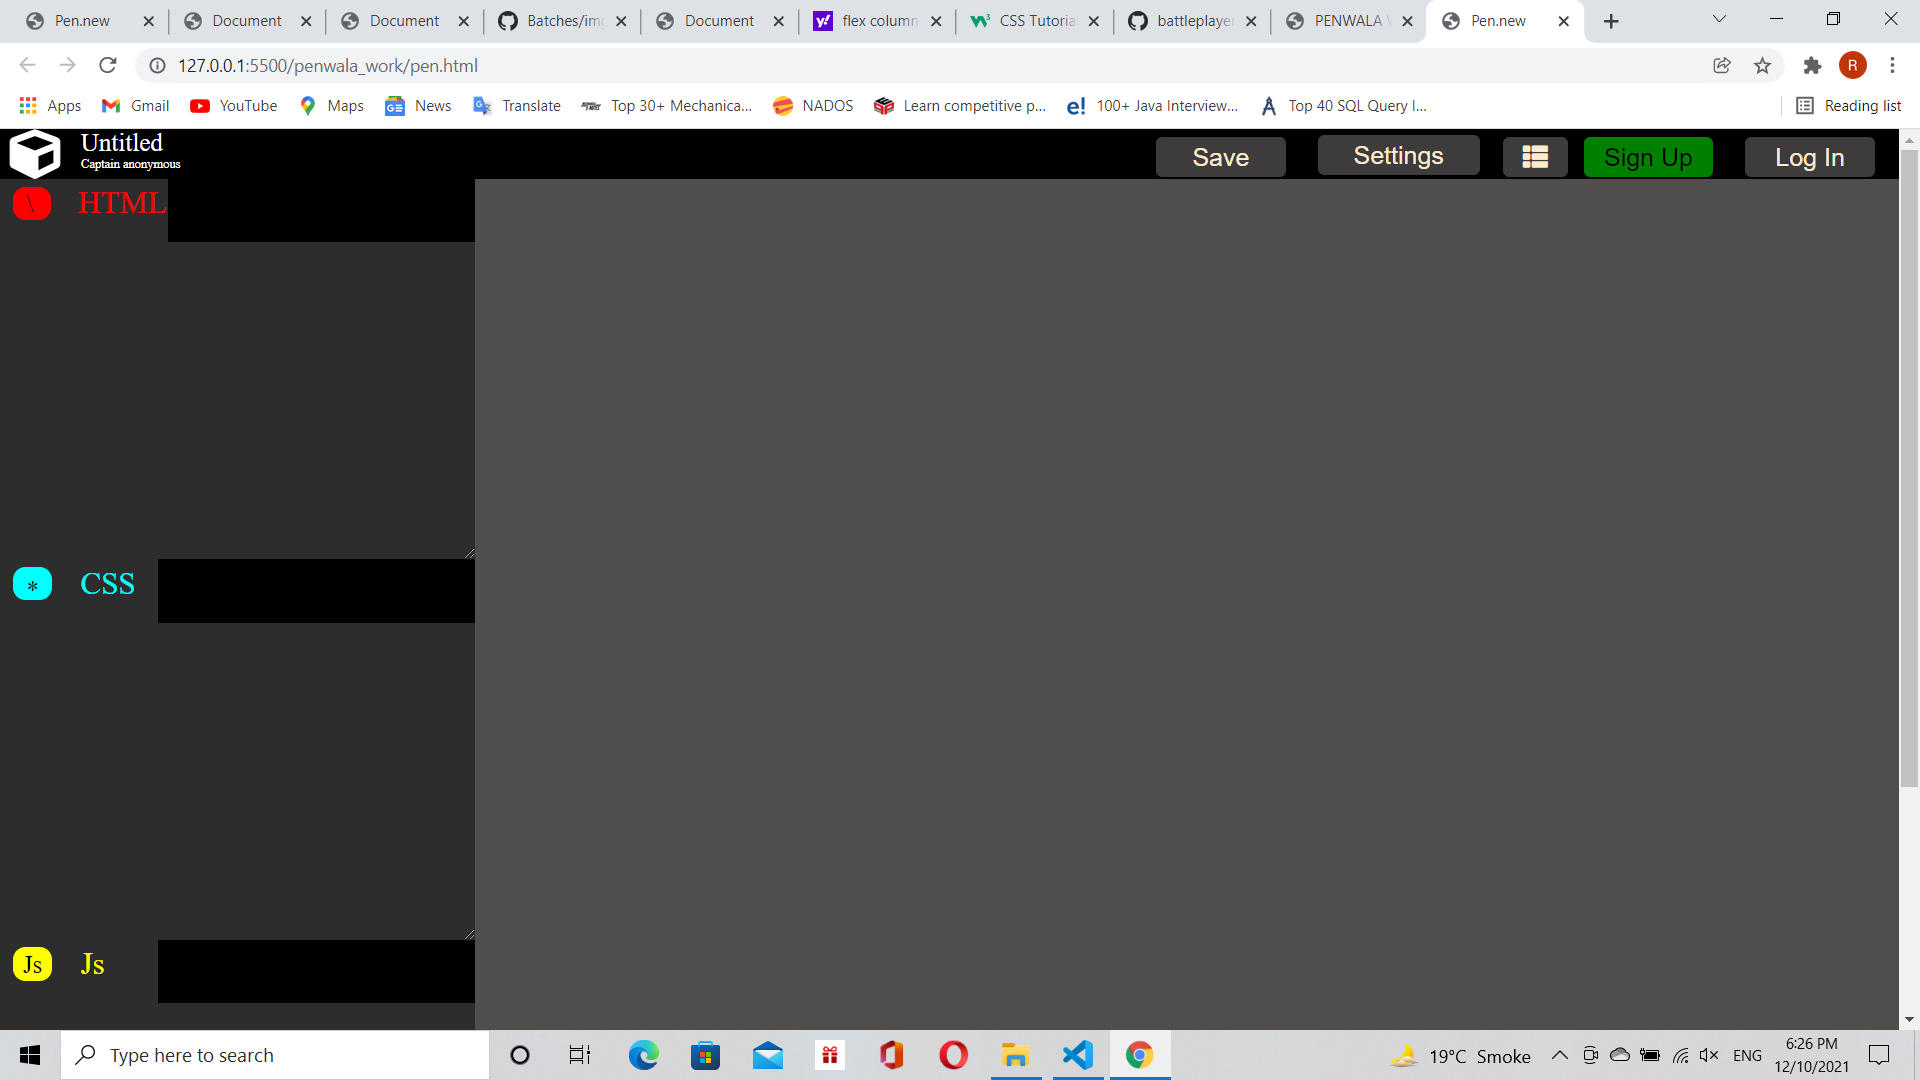 Pen.new
Document
Document
Batches/img
Document
flex column
CSS Tutoria
battleplayer
PENWALA
Pen.new
127.0.0.1:5500/penwala_work/pen.html
R
Apps
Gmail
YouTube
Maps
News
Translate
Top 30+ Mechanica...
NADOS
Learn competitive p...
100+ Java Interview...
Top 40 SQL Query I...
Reading list
Untitled
Captain anonymous
Save
Settings
Sign Up
Log In
\ HTML
* CSS
Js Js
Type here to search
19°C Smoke
ENG
6:26 PM
12/10/2021